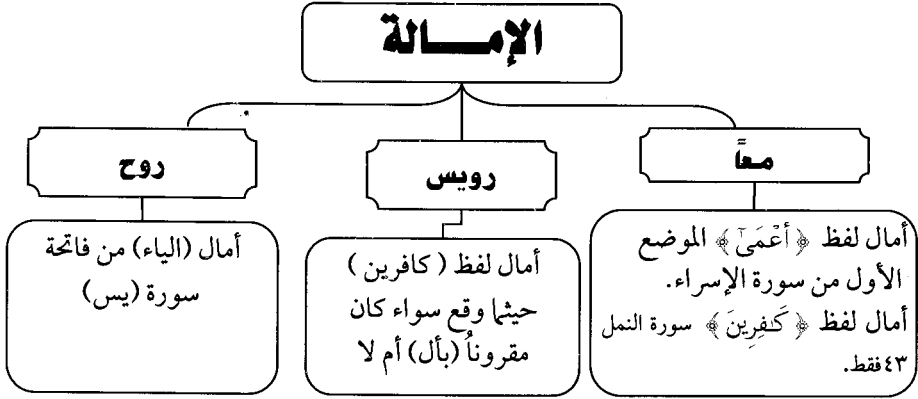 الإمـــالة
معاً
أمال لفظ ﴿أَعْمَىٰٓ﴾ الموضع
الأول من سورة الإسراء.
أمال لفظ ﴿كَٰفِرِينَ﴾ سورة النمل
٤٣ فقط.
رويس
أمال لفظ (كافرين)
حيثما وقع سواء كان
مقروناً (بأل) أم لا
روح
أمال (الياء) من فاتحة
سورة (يس)